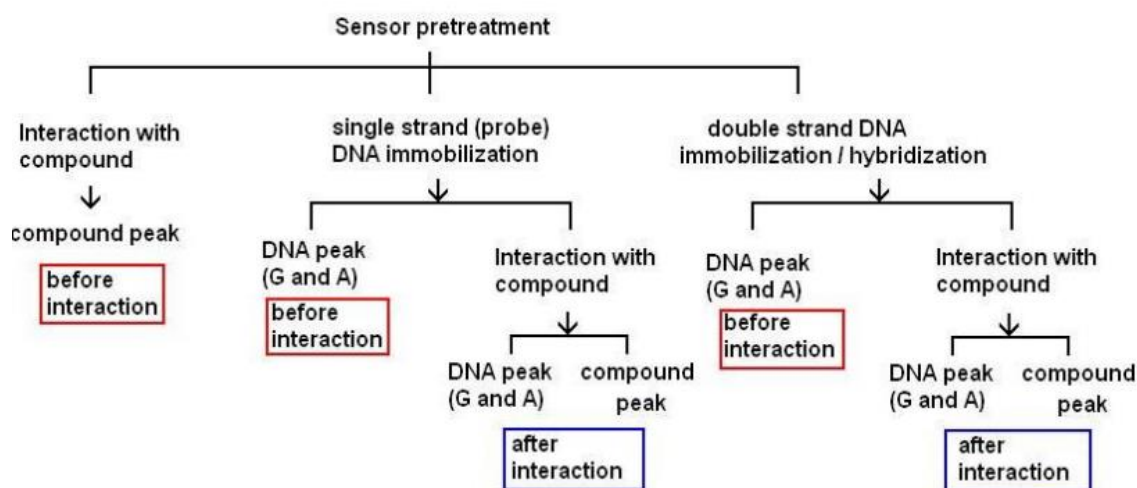 Sensor pretreatment
Interaction with
compound
compound peak
before
interaction
single strand (probe)
DNA immobilization
DNA peak
(G and A)
before
interaction
Interaction with
compound
DNA peak
(G and A)
compound
peak
after
interaction
double strand DNA
immobilization / hybridization
DNA peak
(G and A)
before
interaction
Interaction with
compound
DNA peak
(G and A)
compound
peak
after
interaction